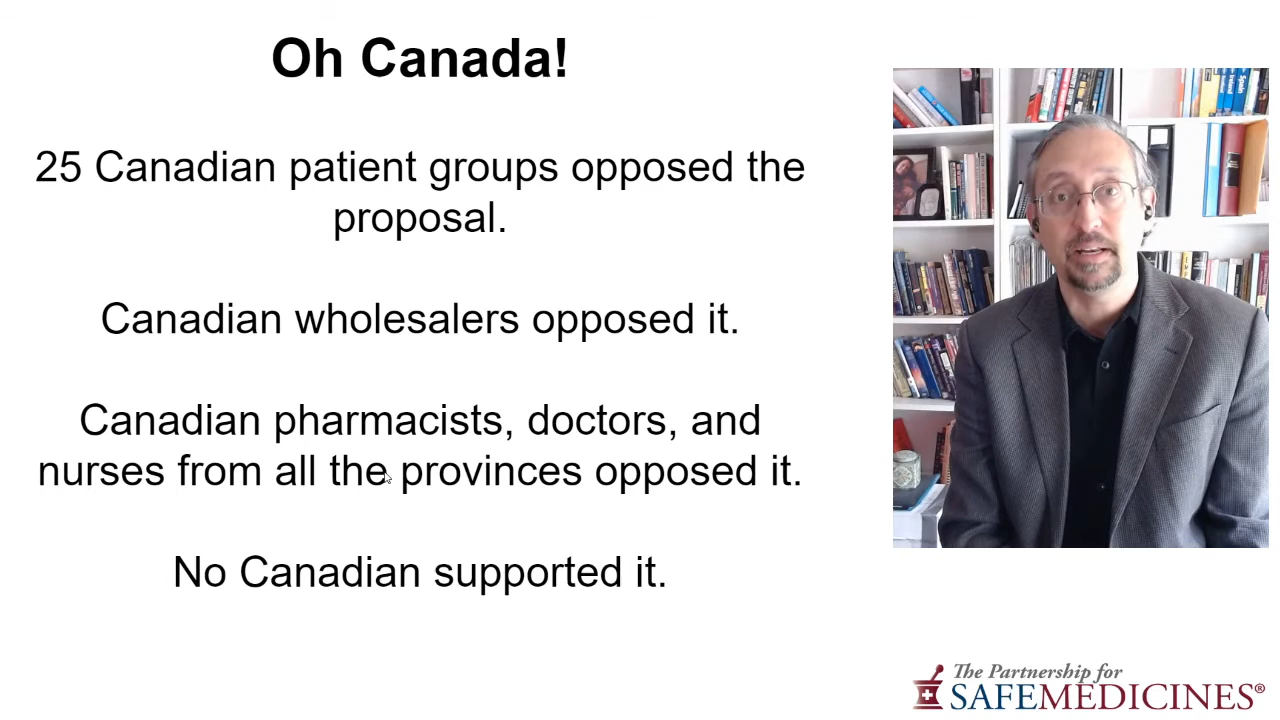 Oh Canada!
25 Canadian patient groups opposed the
proposal.
Canadian wholesalers opposed it.
Canadian pharmacists, doctors, and
nurses from all the provinces opposed it.
No Canadian supported it.
Spain
The Partnership for
SAFEMEDICINES®